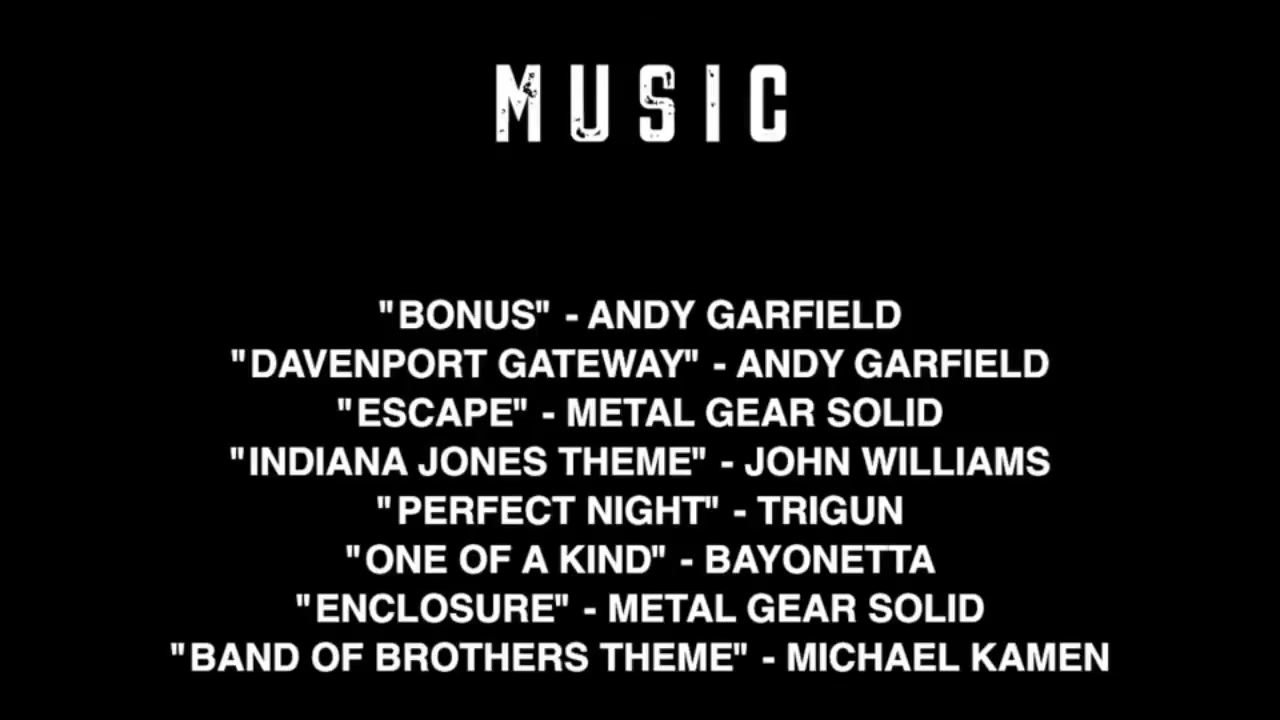 MUSIC
"BONUS" - ANDY GARFIELD
"DAVENPORT GATEWAY" - ANDY GARFIELD
"ESCAPE" - METAL GEAR SOLID
"INDIANA JONES THEME" - JOHN WILLIAMS
"PERFECT NIGHT" - TRIGUN
"ONE OF A KIND" - BAYONETTA
"ENCLOSURE" - METAL GEAR SOLID
"BAND OF BROTHERS THEME" - MICHAEL KAMEN